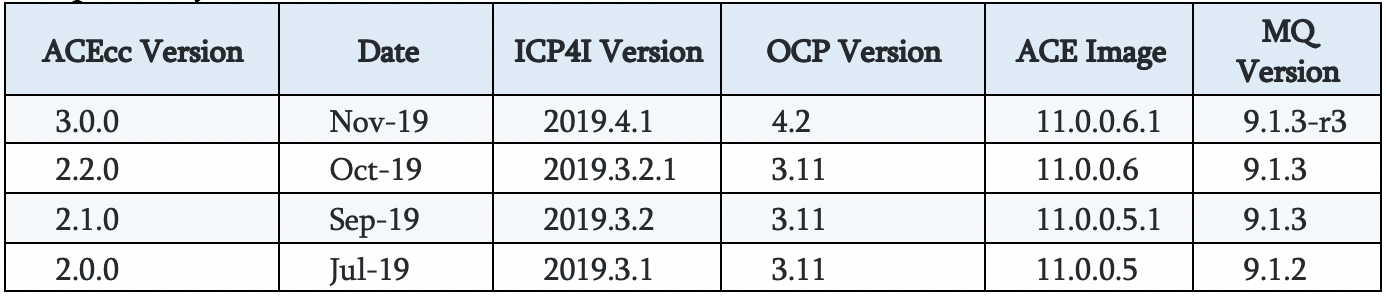 ACEcc Version Date ICP4I Version OCP Version ACE Image MQ Version
3.0.0 Nov-19 2019.4.1 4.2 11.0.0.6.1 9.1.3-r3
2.2.0 Oct-19 2019.3.2.1 3.11 11.0.0.6 9.1.3
2.1.0 Sep-19 2019.3.2 3.11 11.0.0.5.1 9.1.3
2.0.0 Jul-19 2019.3.1 3.11 11.0.0.5 9.1.2